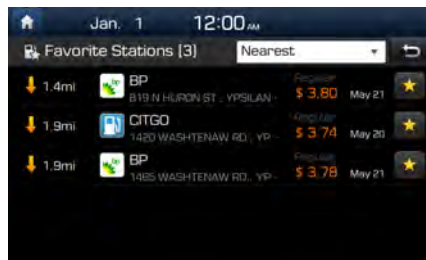 Jan. 1 12:00 AM
Favorite Stations (3) Nearest
1.4mi BP Regular
819 N HURON ST , YPSILAN - $ 3.80 May 21
1.9mi CITGO Regular
1420 WASHTENAW RD., YP - $ 3.74 May 20
1.9mi BP Regular
1485 WASHTENAW RD., YP - $ 3.78 May 21